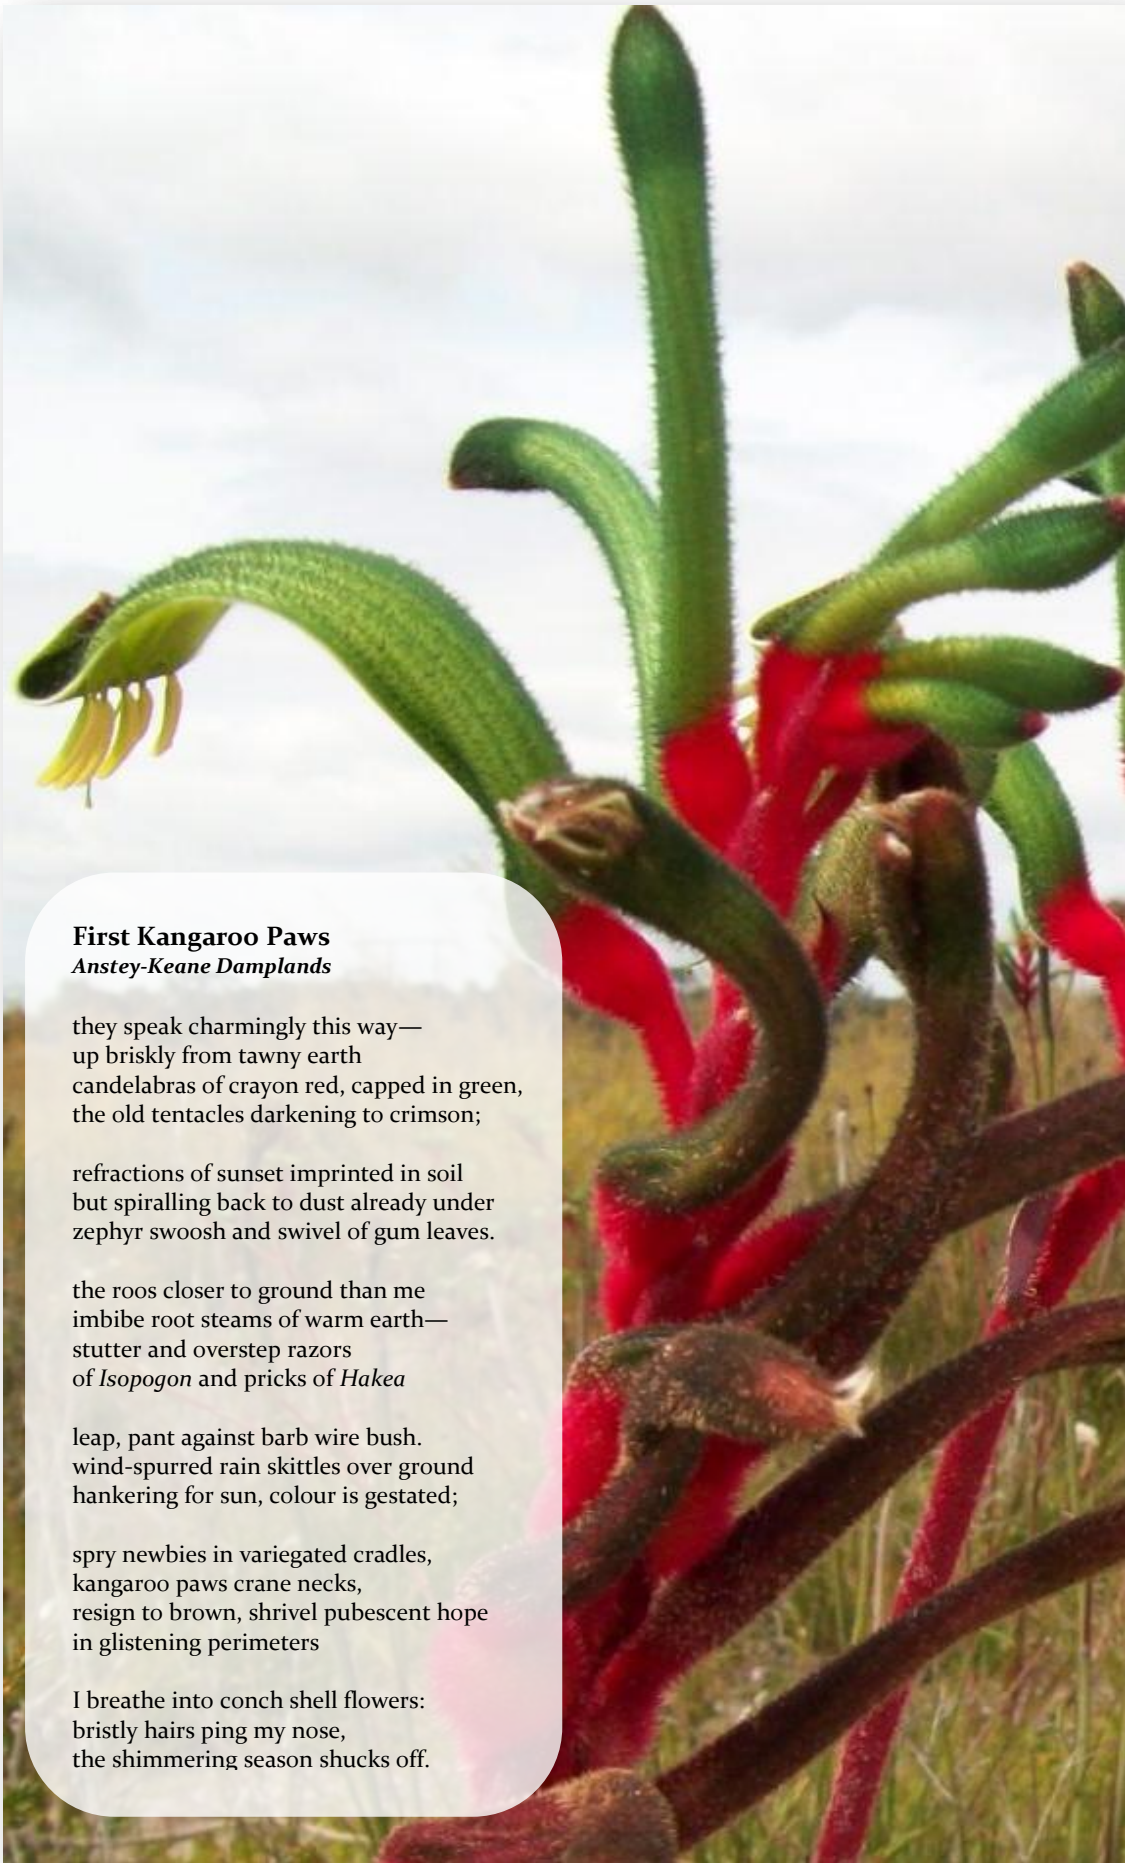 First Kangaroo Paws
Anstey-Keane Damplands
they speak charmingly this way—
up briskly from tawny earth
candelabras of crayon red, capped in green,
the old tentacles darkening to crimson;
refractions of sunset imprinted in soil
but spiralling back to dust already under
zephyr swoosh and swivel of gum leaves.
the roos closer to ground than me
imbibe root steams of warm earth—
stutter and overstep razors
of Isopogon and pricks of Hakea
leap, pant against barb wire bush.
wind-spurred rain skittles over ground
hankering for sun, colour is gestated;
spry newbies in variegated cradles,
kangaroo paws crane necks,
resign to brown, shrivel pubescent hope
in glistening perimeters
I breathe into conch shell flowers:
bristly hairs ping my nose,
the shimmering season shucks off.